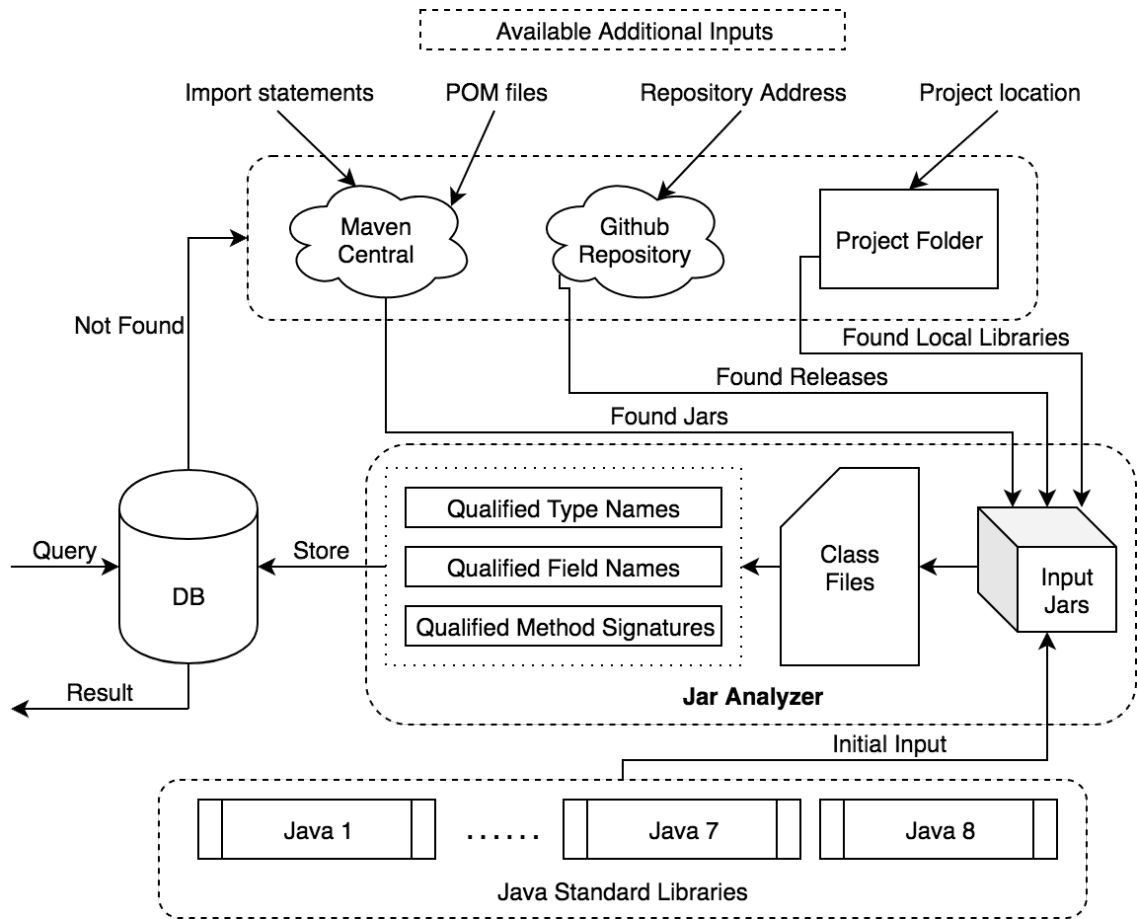 Available Additional Inputs
Import statements
POM files
Repository Address
Project location
Maven
Central
Github
Repository
Project Folder
Not Found
Found Local Libraries
Found Releases
Found Jars
Query
DB
Store
Qualified Type Names
Qualified Field Names
Qualified Method Signatures
Class
Files
Input
Jars
Result
Jar Analyzer
Initial Input
Java 1
......
Java 7
Java 8
Java Standard Libraries